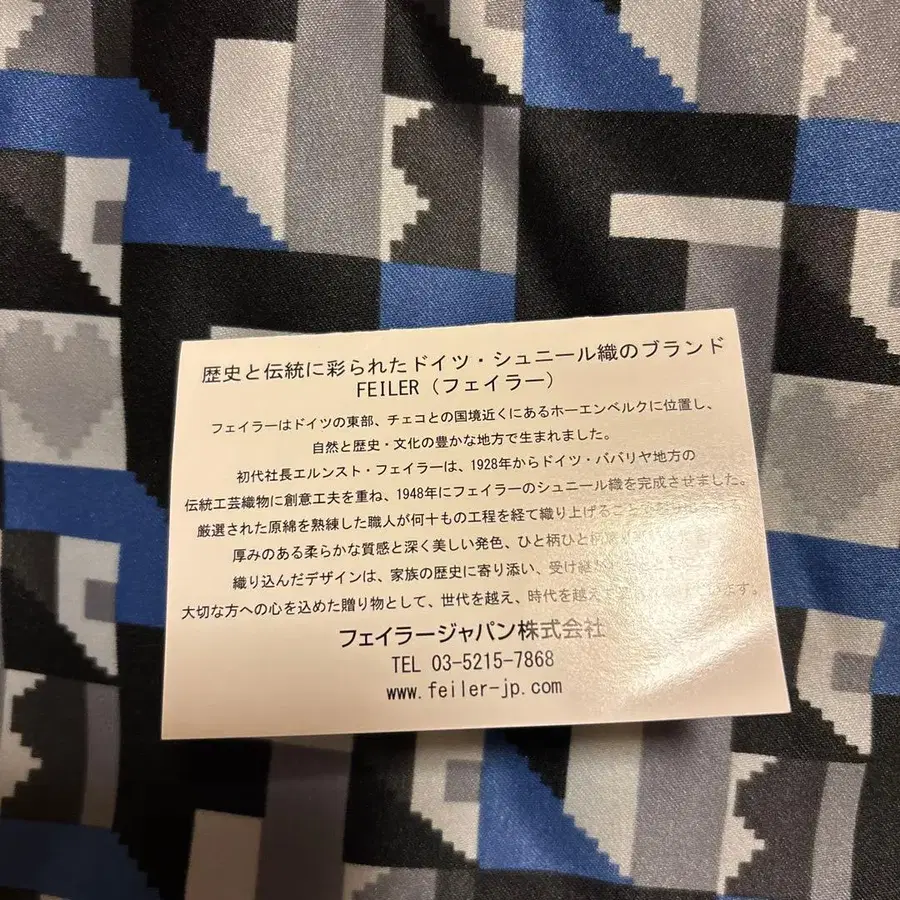 歴史と伝統に彩られたドイツ・シュニール織のブランド
FEILER（フェイラー）
フェイラーはドイツの東部、チェコとの国境近くにあるホーエンベルクに位置し、
自然と歴史・文化の豊かな地方で生まれました。
初代社長エルンスト・フェイラーは、1928年からドイツ・ババリヤ地方の
伝統工芸織物に創意工夫を重ね、1948年にフェイラーのシュニール織を完成させました。
厳選された原綿を熟練した職人が何十もの工程を経て織り上げることで
厚みのある柔らかな質感と深く美しい発色、ひと柄ひと柄
織り込んだデザインは、家族の歴史に寄り添い、受け継
大切な方への心を込めた贈り物として、世代を越え、時代を越えて ます。
フェイラージャパン株式会社
TEL 03-5215-7868
www.feiler-jp.com